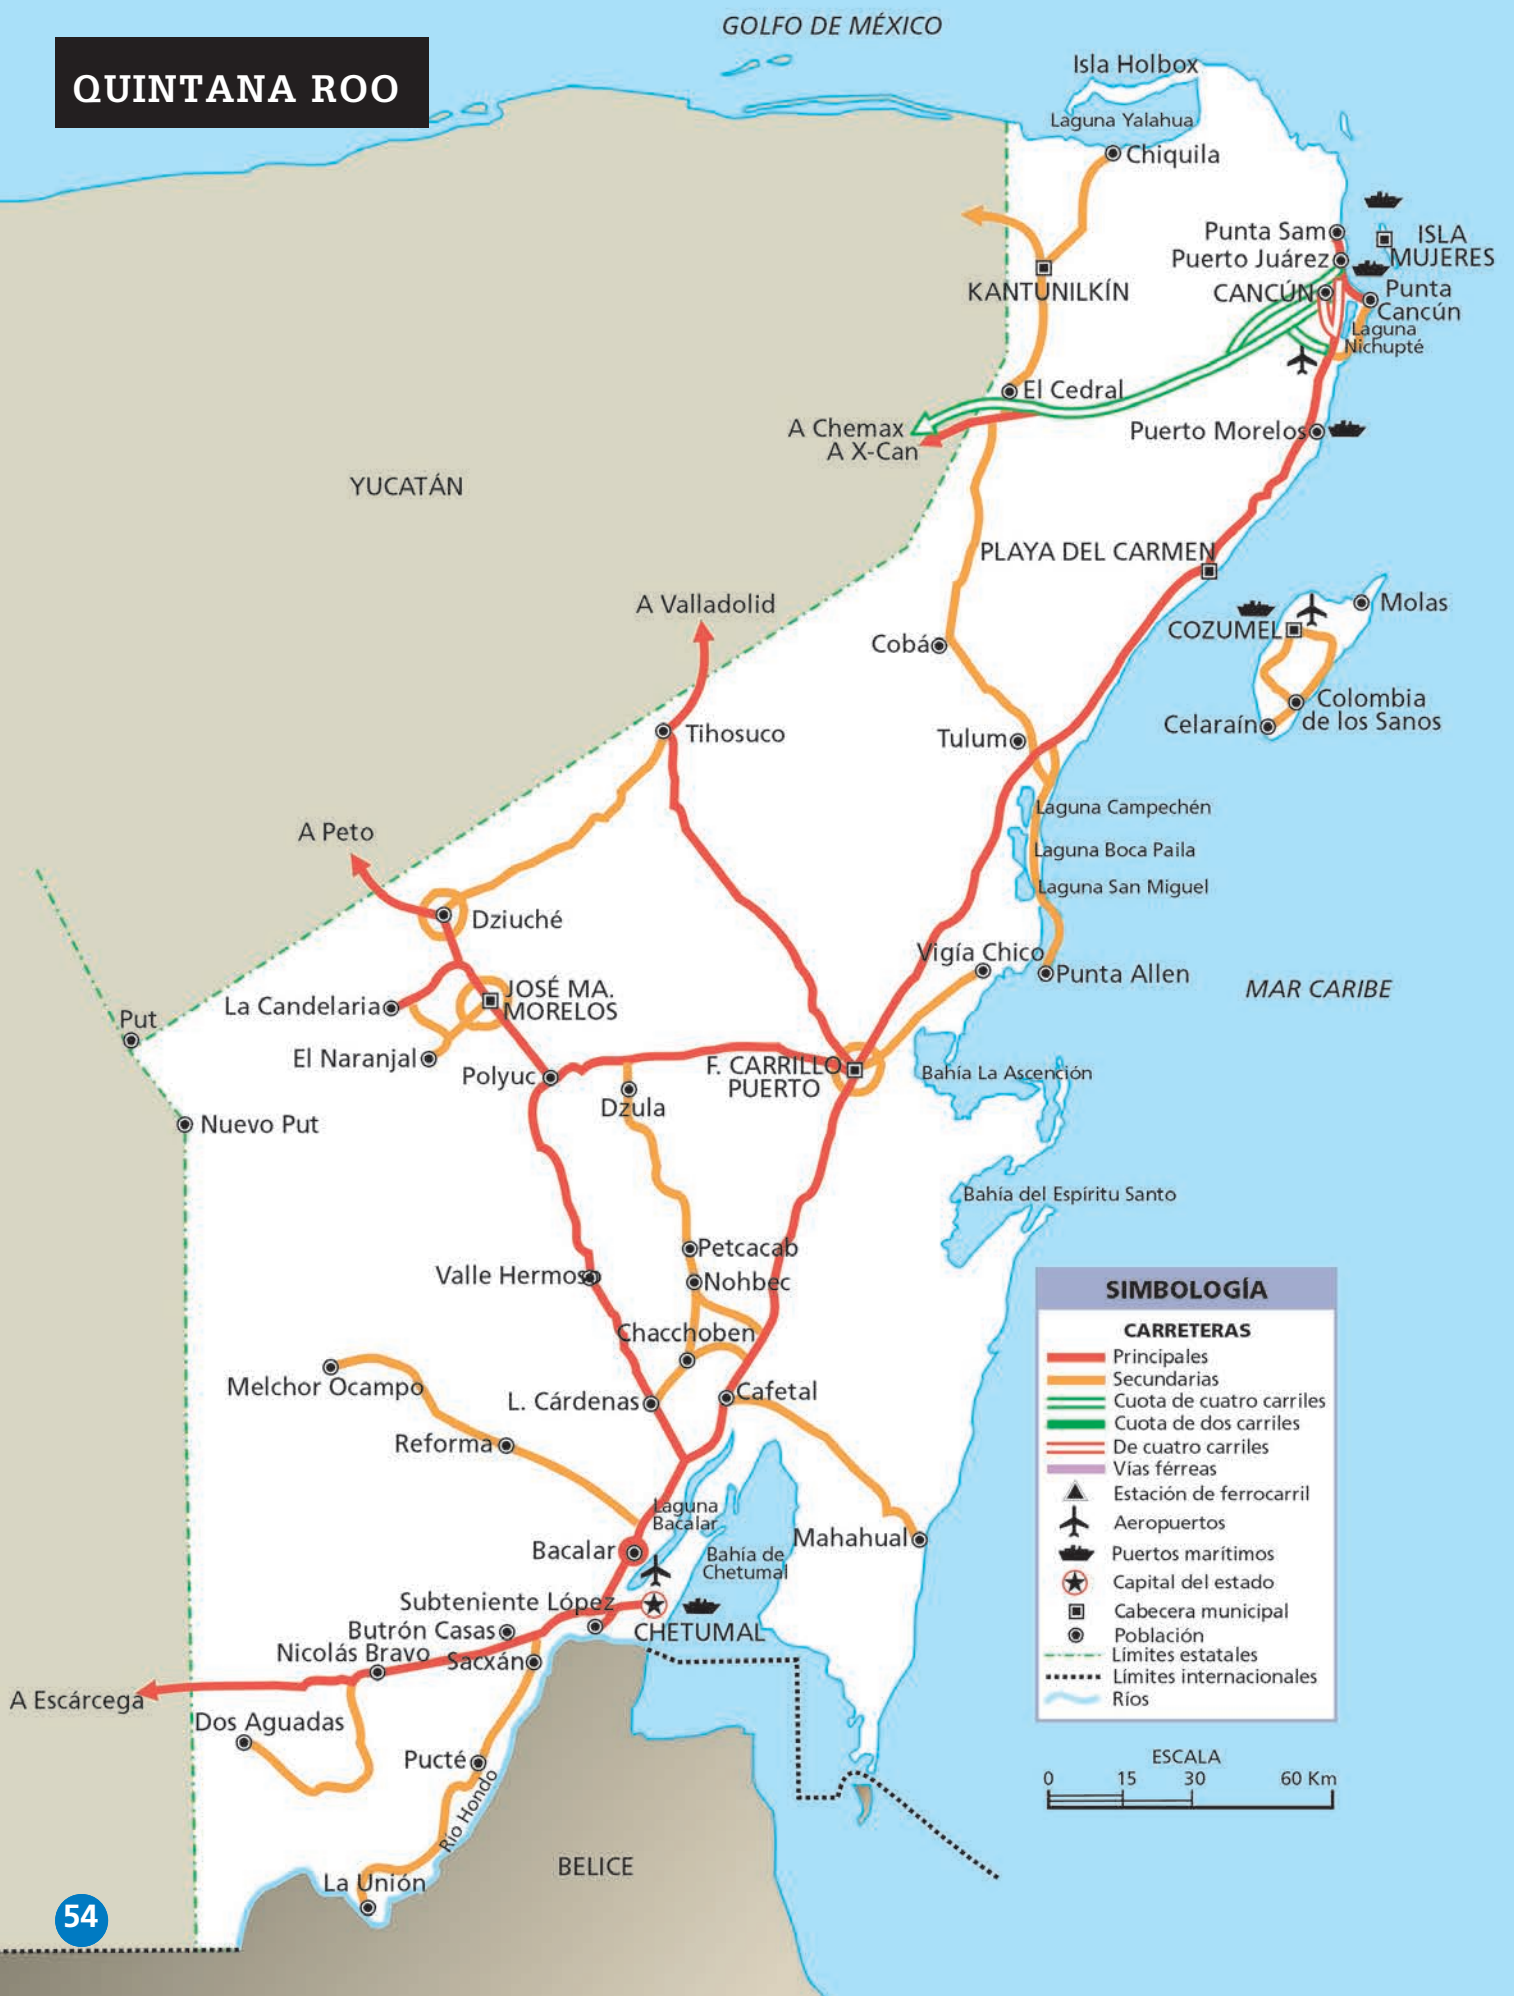 GOLFO DE MÉXICO
QUINTANA ROO
Isla Holbox
Laguna Yalahua
Chiquila
Punta Sam
ISLA
MUJERES
Puerto Juárez
KANTUNILKÍN
CANCÚN
Punta
Cancún
Laguna
Nichupté
El Cedral
A Chemax
A X-Can
Puerto Morelos
YUCATÁN
PLAYA DEL CARMEN
A Valladolid
Molas
COZUMEL
Cobá
Colombia
de los Sanos
Celaraín
Tihosuco
Tulum
Laguna Campechén
A Peto
Laguna Boca Paila
Laguna San Miguel
Dziuché
Vigía Chico
Punta Allen
MAR CARIBE
JOSÉ MA.
MORELOS
La Candelaria
Put
El Naranjal
Polyuc
F. CARRILLO
PUERTO
Bahía La Ascención
Dzula
Nuevo Put
Bahía del Espíritu Santo
Petcacab
Valle Hermoso
Nohbec
Chacchoben
Melchor Ocampo
L. Cárdenas
Cafetal
Reforma
Laguna
Bacalar
Bacalar
Bahía de
Chetumal
Mahahual
Subteniente López
Butrón Casas
CHETUMAL
Nicolás Bravo
Sacxán
A Escárcega
Dos Aguadas
Pucté
Río Hondo
La Unión
BELICE
SIMBOLOGÍA
CARRETERAS
Principales
Secundarias
Cuota de cuatro carriles
Cuota de dos carriles
De cuatro carriles
Vías férreas
Estación de ferrocarril
Aeropuertos
Puertos marítimos
Capital del estado
Cabecera municipal
Población
Límites estatales
Límites internacionales
Ríos
ESCALA
0 15 30 60 Km
54